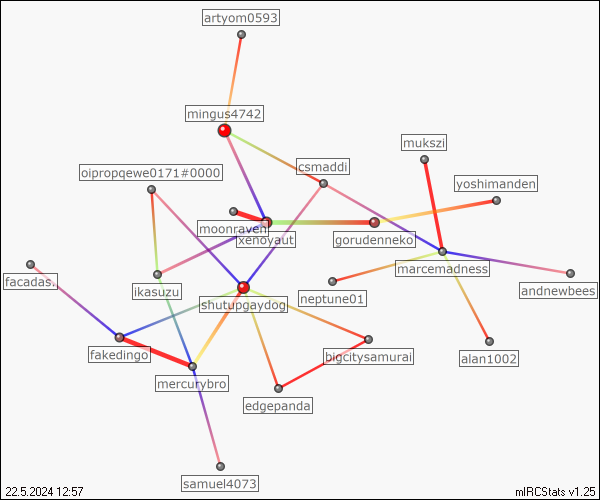 artyom0593
mingus4742
mukszi
csmaddi
oipropqewe0171#0000
yoshimanden
moonraven
xenoyaut
gorudenneko
marcemadness
facadas.
ikasuzu
neptune01
andnewbees
shutupgaydog
fakedingo
bigcitysamurai
alan1002
mercurybro
edgepanda
samuel4073
22.5.2024 12:57
mIRCStats v1.25